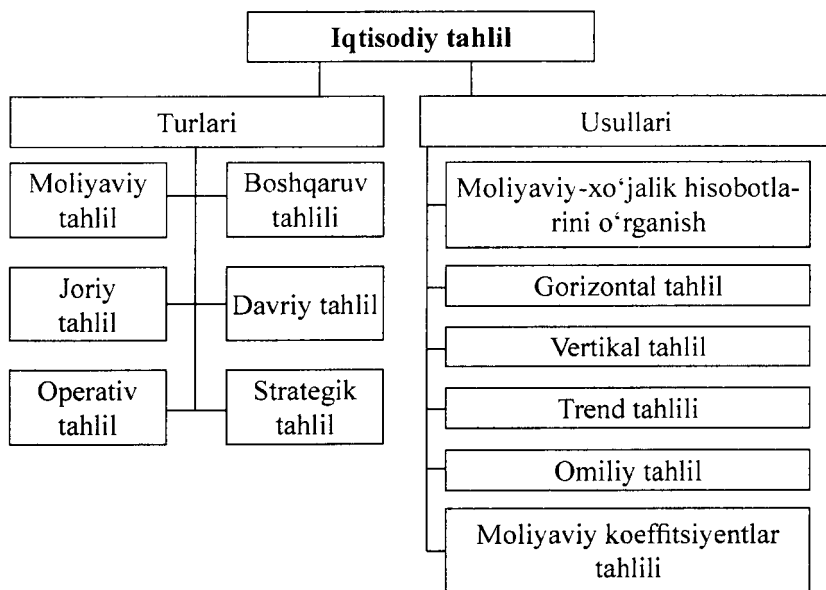 Iqtisodiy tahlil
Turlari
Moliyaviy
tahlil
Boshqaruv
tahlili
Joriy
tahlil
Davriy tahlil
Operativ
tahlil
Strategik
tahlil
Usullari
Moliyaviy-xo‘jalik hisobotla-
rini o‘rganish
Gorizontal tahlil
Vertikal tahlil
Trend tahlili
Omiliy tahlil
Moliyaviy koeffitsiyentlar
tahlili